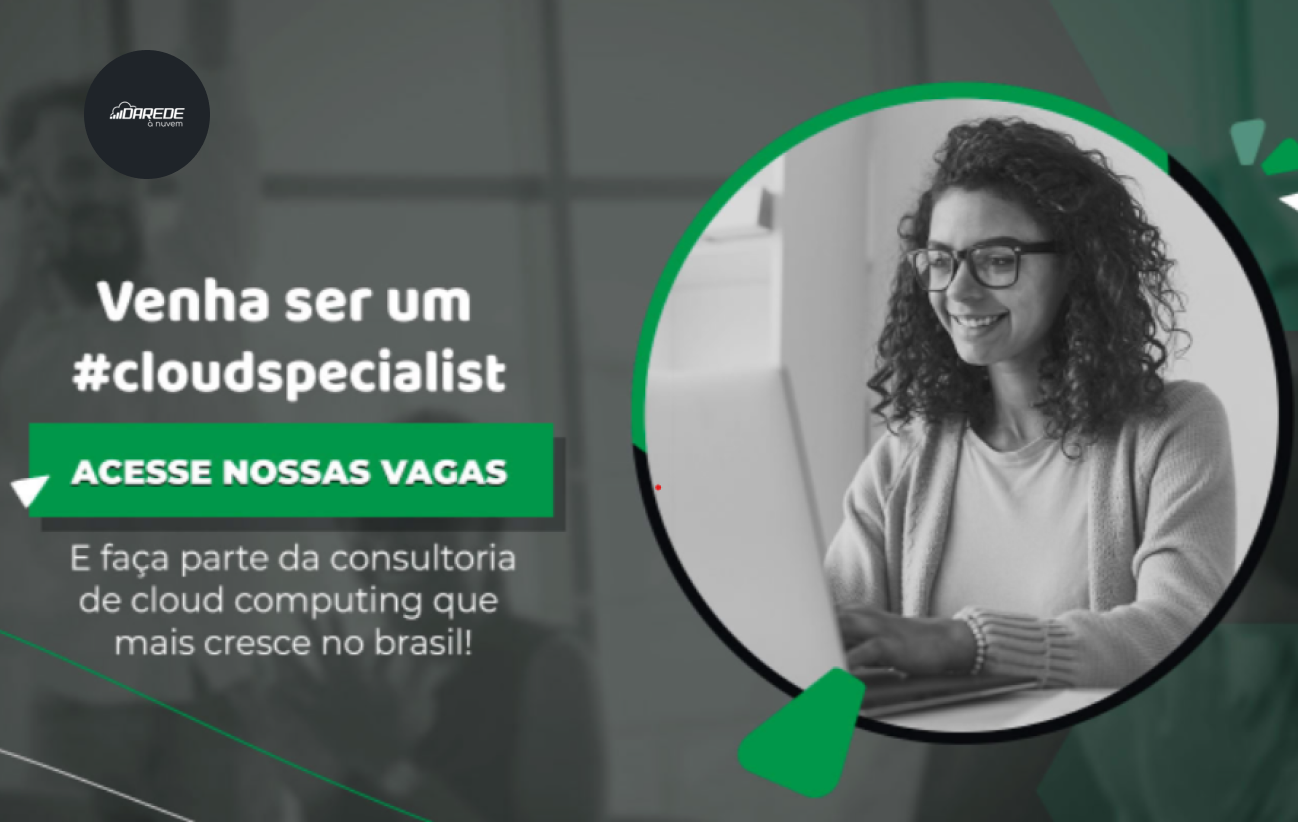 DAREDE
à nuvem
Venha ser um
#cloudspecialist
ACESSE NOSSAS VAGAS
E faça parte da consultoria
de cloud computing que
mais cresce no brasil!